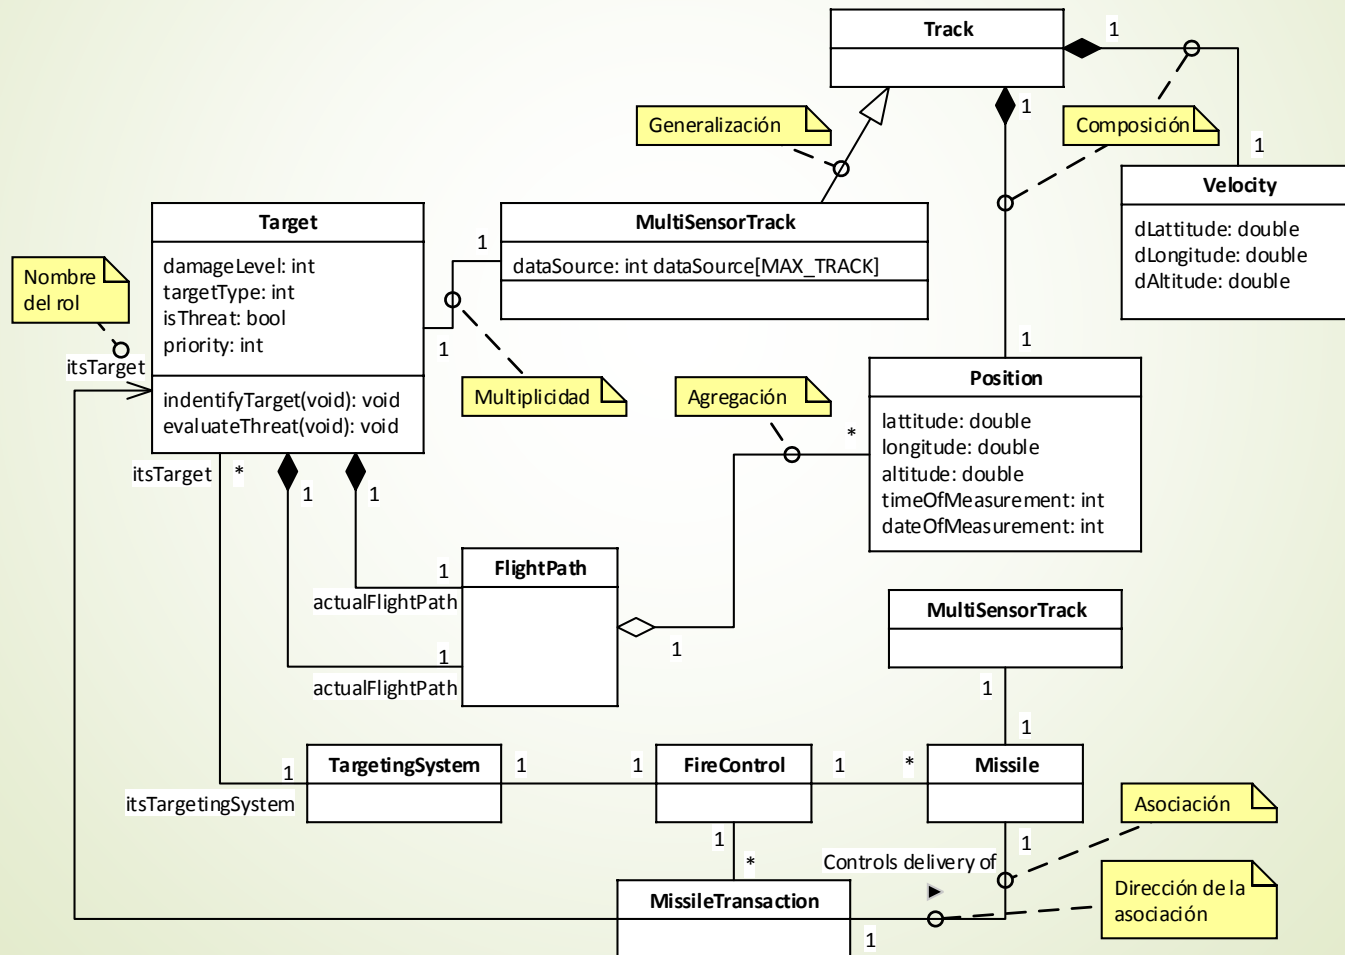 Track
1
1
Generalización
Composición
1
Velocity
dLattitude: double
dLongitude: double
dAltitude: double
Target
damageLevel: int
targetType: int
isThreat: bool
priority: int
indentifyTarget(void): void
evaluateThreat(void): void
MultiSensorTrack
dataSource: int dataSource[MAX_TRACK]
1
1
Nombre
del rol
itsTarget
Multiplicidad
Agregación
1
Position
lattitude: double
longitude: double
altitude: double
timeOfMeasurement: int
dateOfMeasurement: int
*
itsTarget
*
1
1
FlightPath
1
actualFlightPath
1
actualFlightPath
1
MultiSensorTrack
1
1
1
itsTargetingSystem
TargetingSystem
1
1
FireControl
1
*
Missile
Asociación
1
*
1
Controls delivery of
Dirección de la
asociación
MissileTransaction
1